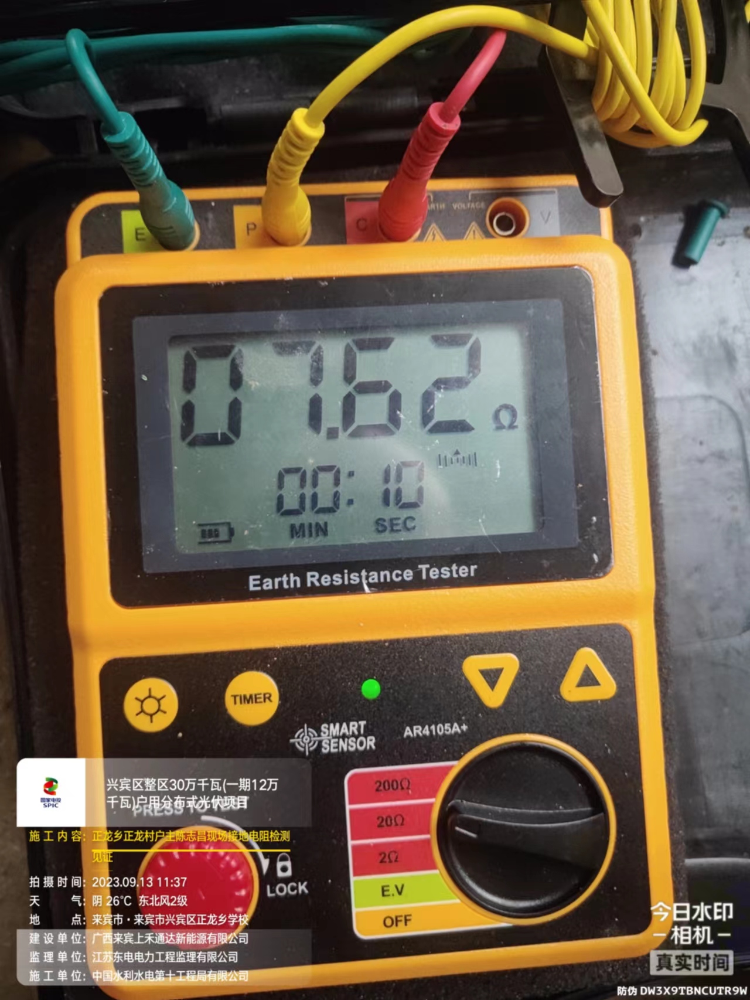 E
P
C
EARTH VOLTAGE
V
07.62 Ω
00:10
MIN SEC
Earth Resistance Tester
TIMER
SMART
SENSOR
AR4105A+
200Ω
20Ω
2Ω
E.V
OFF
LOCK
国家电投
SPIC
兴宾区整区30万千瓦(一期12万
千瓦)户用分布式光伏项目
施工内容：正龙乡正龙村户主陈志昌现场接地电阻检测
见证
拍摄时间：2023.09.13 11:37
天气：阴 26°C 东北风2级
地点：来宾市·来宾市兴宾区正龙乡学校
建设单位：广西来宾上禾通达新能源有限公司
监理单位：江苏东电电力工程监理有限公司
施工单位：中国水利水电第十工程局有限公司
今日水印
-相机-
真实时间
防伪 DW3X9TBNCUTR9W